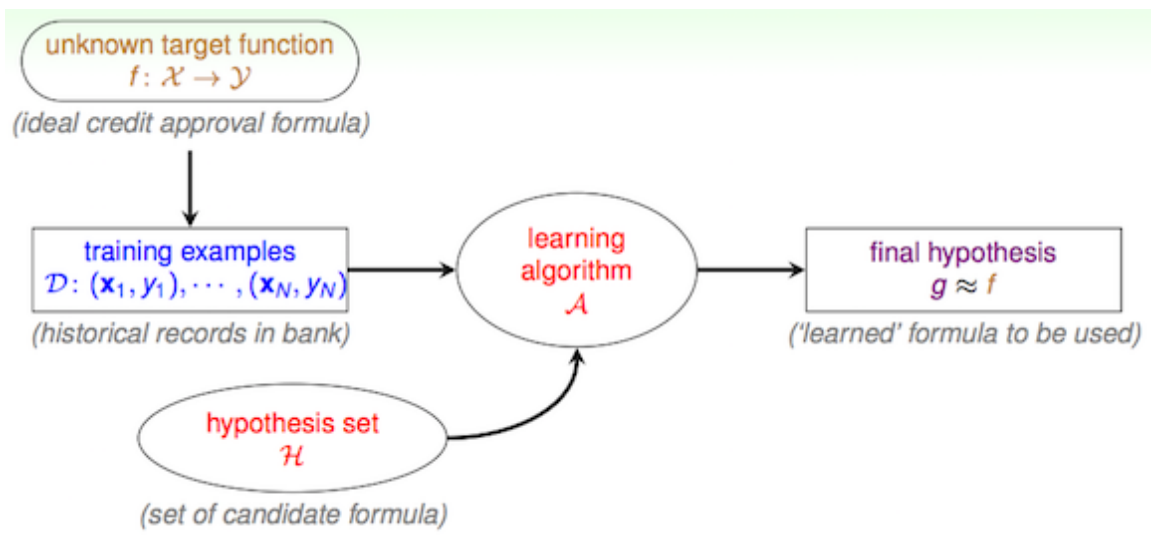 unknown target function
f: 𝒳 → 𝒴
(ideal credit approval formula)
training examples
𝒟: (x₁, y₁), ⋯ , (x_N, y_N)
(historical records in bank)
learning
algorithm
𝒜
final hypothesis
g ≈ f
(‘learned’ formula to be used)
hypothesis set
ℋ
(set of candidate formula)